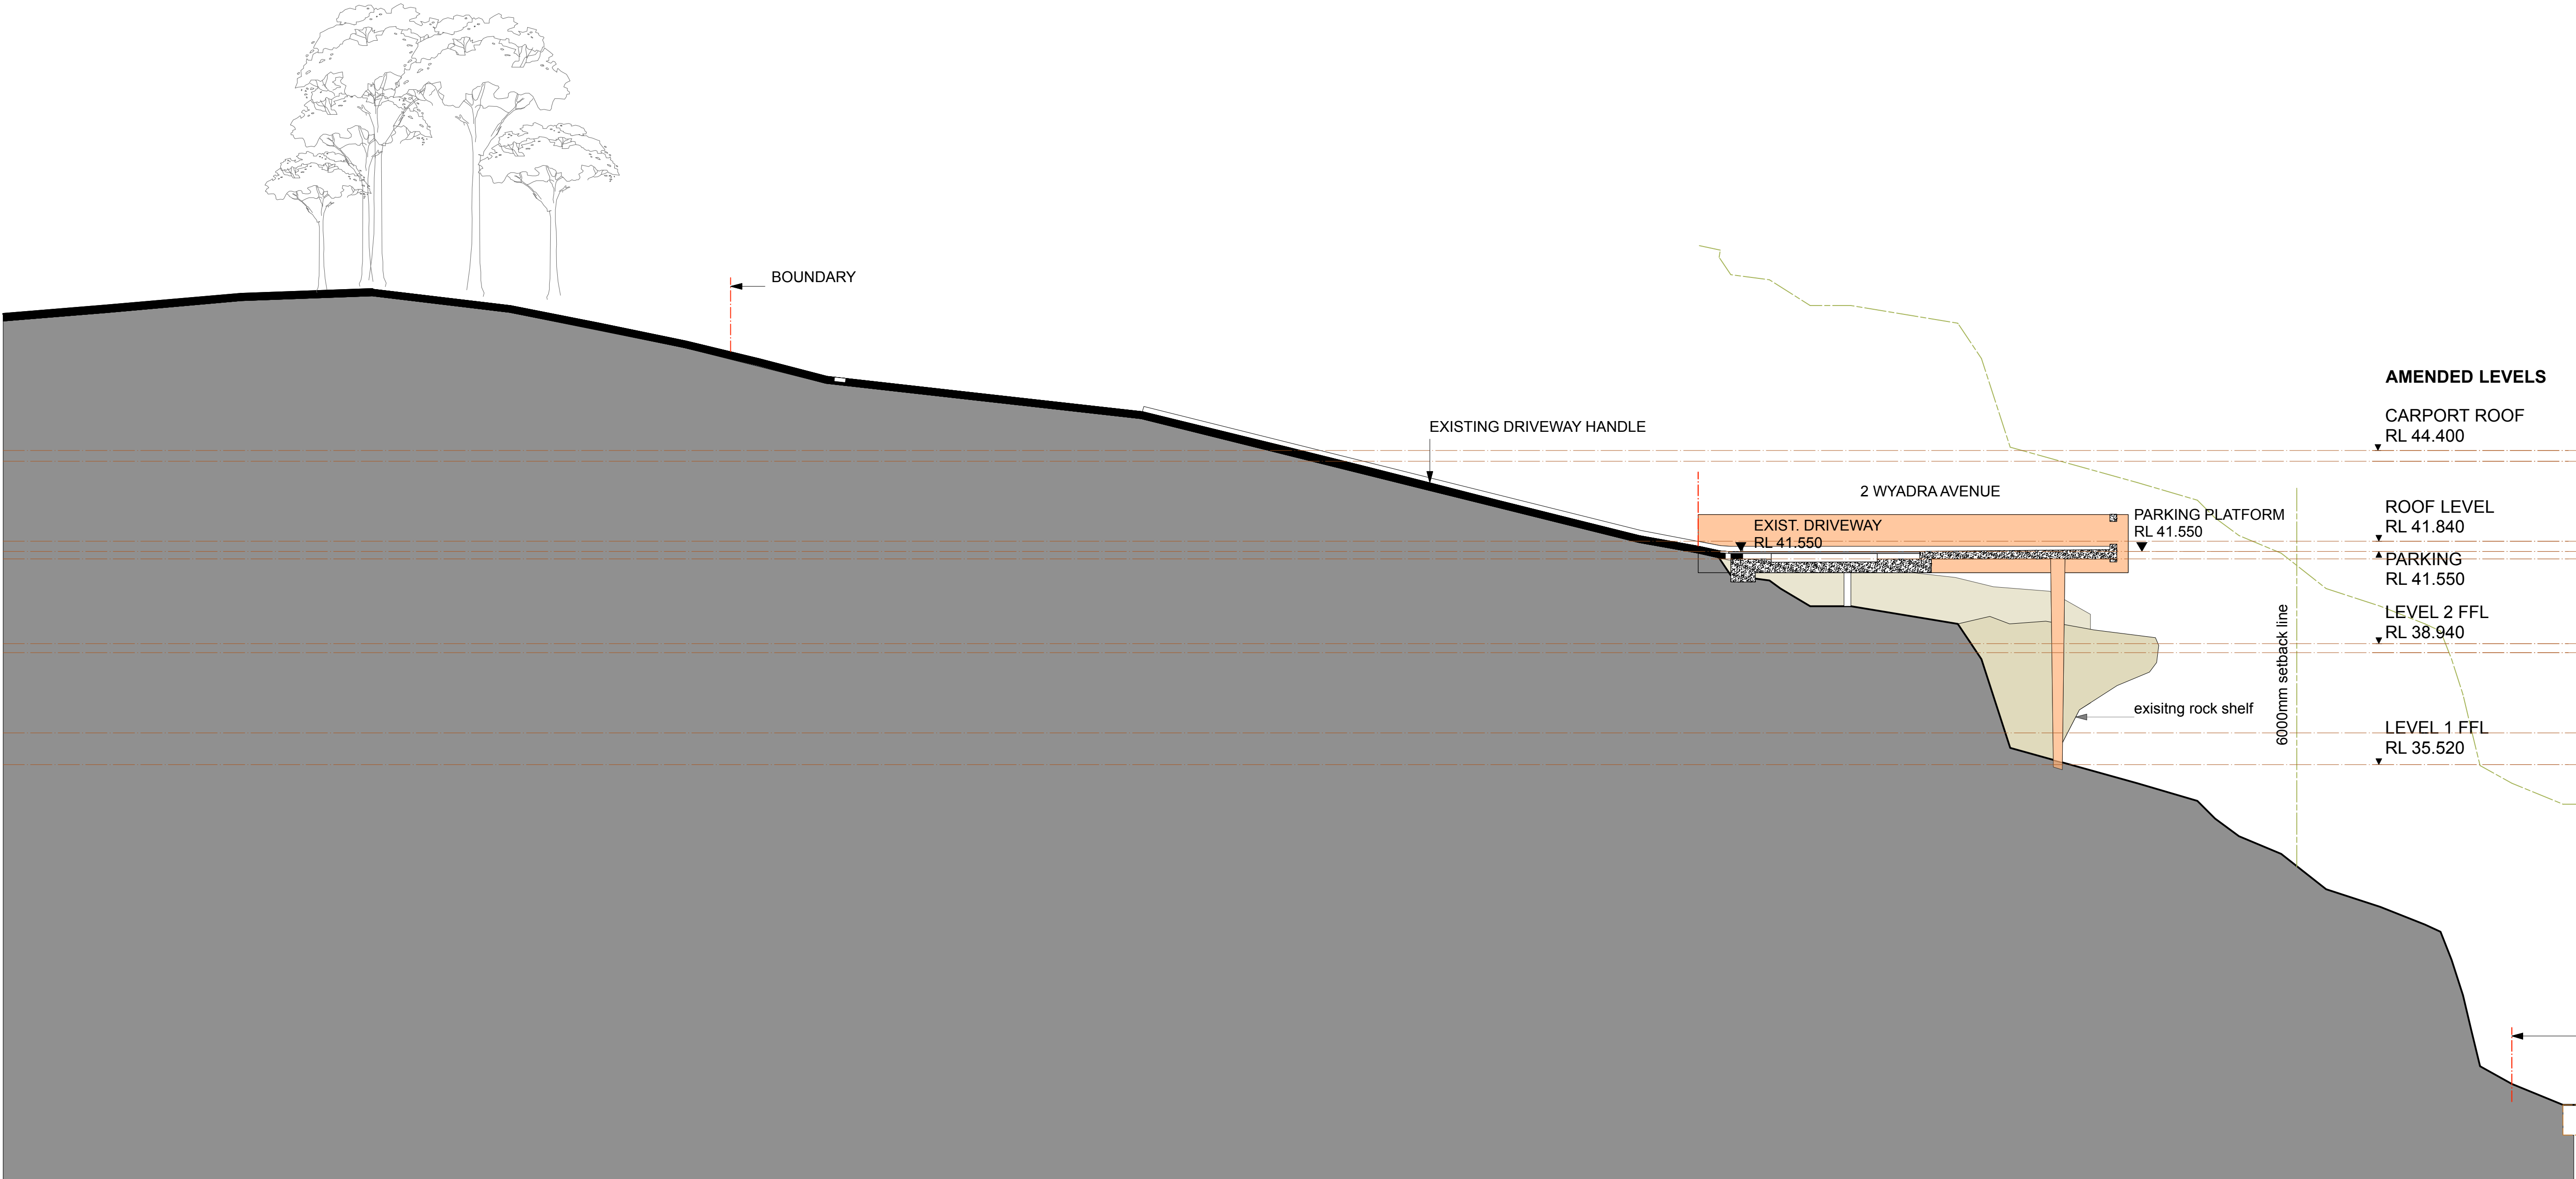 BOUNDARY
EXISTING DRIVEWAY HANDLE
2 WYADRA AVENUE
EXIST. DRIVEWAY
RL 41.550
PARKING PLATFORM
RL 41.550
exisitng rock shelf
6000mm setback line
AMENDED LEVELS
CARPORT ROOF
RL 44.400
ROOF LEVEL
RL 41.840
PARKING
RL 41.550
LEVEL 2 FFL
RL 38.940
LEVEL 1 FFL
RL 35.520